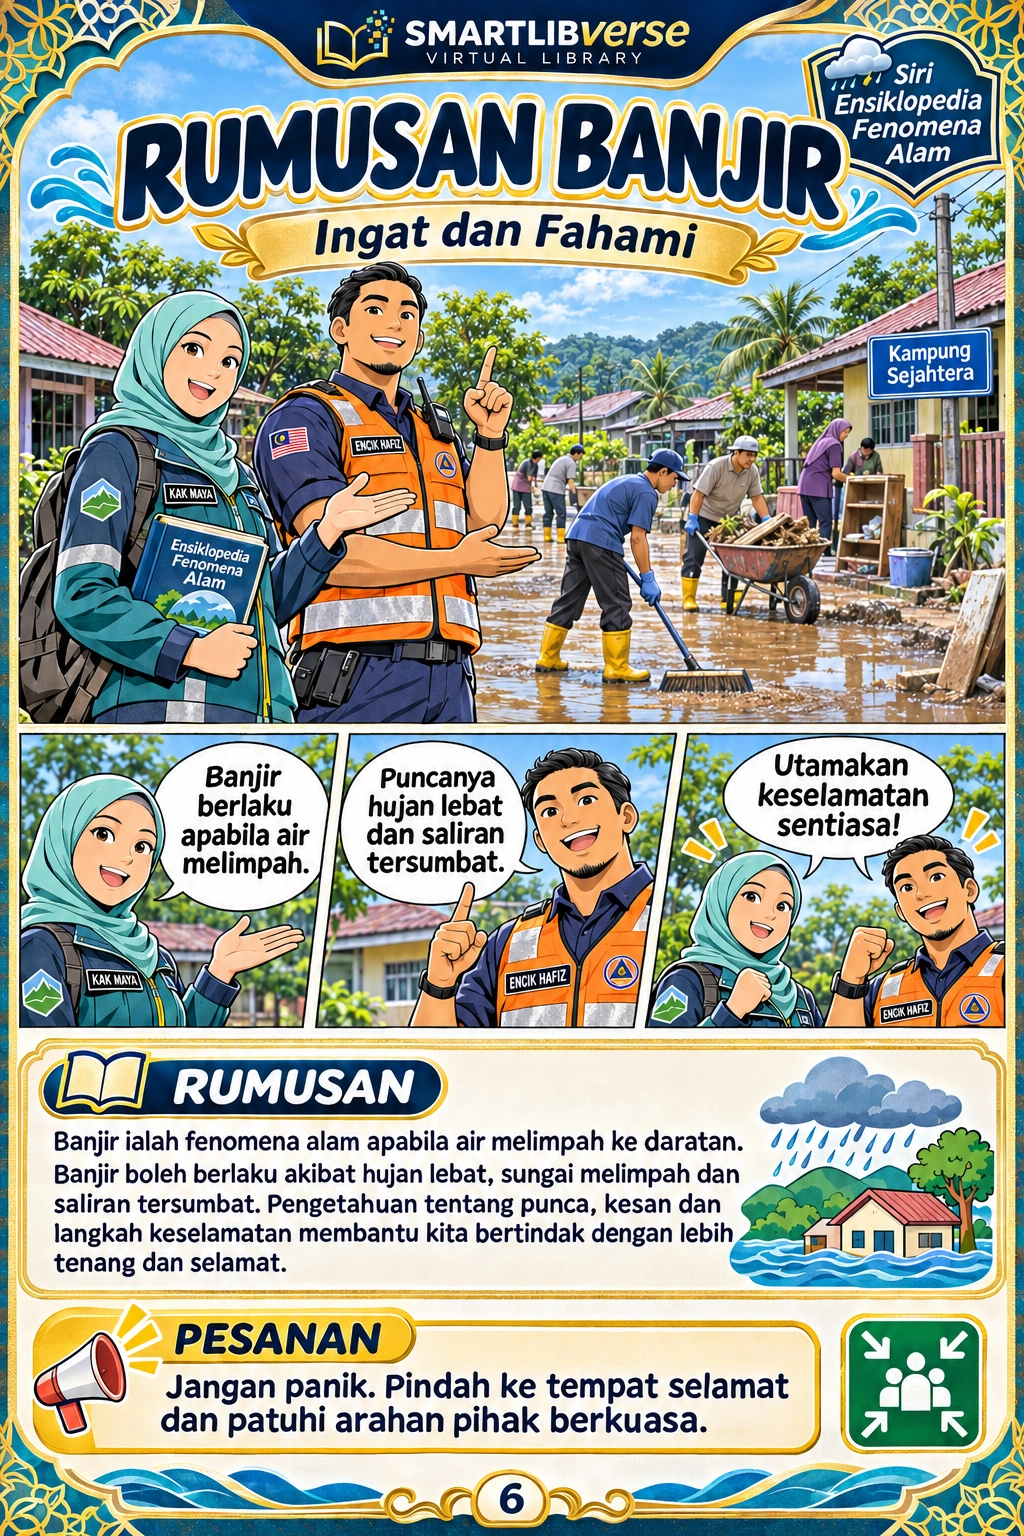 SMARTLIBverse
VIRTUAL LIBRARY
Siri
Ensiklopedia
Fenomena
Alam
RUMUSAN BANJIR
Ingat dan Fahami
Kampung
Sejahtera
ENCIK HAFIZ
KAK MAYA
Ensiklopedia
Fenomena
Alam
Banjir
berlaku
apabila air
melimpah.
KAK MAYA
Puncanya
hujan lebat
dan saliran
tersumbat.
ENCIK HAFIZ
Utamakan
keselamatan
sentiasa!
ENCIK HAFIZ
RUMUSAN
Banjir ialah fenomena alam apabila air melimpah ke daratan.
Banjir boleh berlaku akibat hujan lebat, sungai melimpah dan
saliran tersumbat. Pengetahuan tentang punca, kesan dan
langkah keselamatan membantu kita bertindak dengan lebih
tenang dan selamat.
PESANAN
Jangan panik. Pindah ke tempat selamat
dan patuhi arahan pihak berkuasa.
6